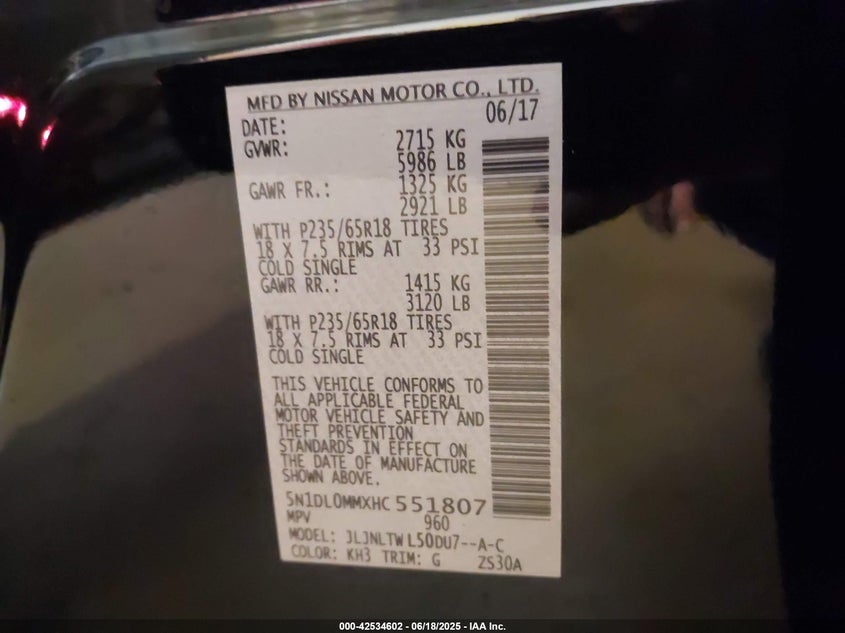 MFD BY NISSAN MOTOR CO., LTD.
DATE: 06/17
GVWR: 2715 KG
5986 LB
GAWR FR.: 1325 KG
2921 LB
WITH P235/65R18 TIRES
18 X 7.5 RIMS AT 33 PSI
COLD SINGLE
GAWR RR.: 1415 KG
3120 LB
WITH P235/65R18 TIRES
18 X 7.5 RIMS AT 33 PSI
COLD SINGLE
THIS VEHICLE CONFORMS TO
ALL APPLICABLE FEDERAL
MOTOR VEHICLE SAFETY AND
THEFT PREVENTION
STANDARDS IN EFFECT ON
THE DATE OF MANUFACTURE
SHOWN ABOVE.
5N1DL0MMXHC551807
MPV 960
MODEL: JLJNLTW L50DU7--A-C
COLOR: KH3 TRIM: G ZS30A
000-42534602 - 06/18/2025 - IAA Inc.